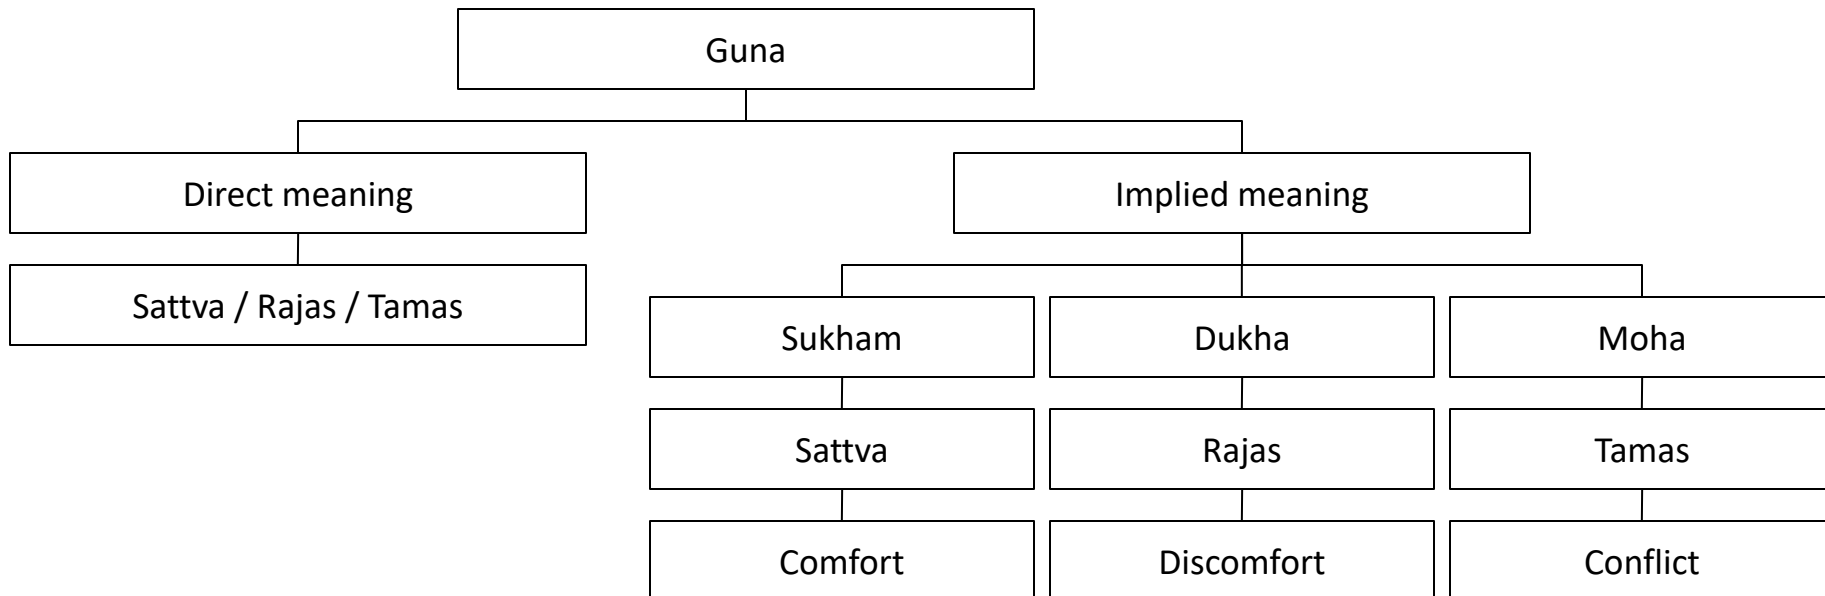 Guna
Direct meaning
Implied meaning
Sattva / Rajas / Tamas
Sukham
Dukha
Moha
Sattva
Rajas
Tamas
Comfort
Discomfort
Conflict